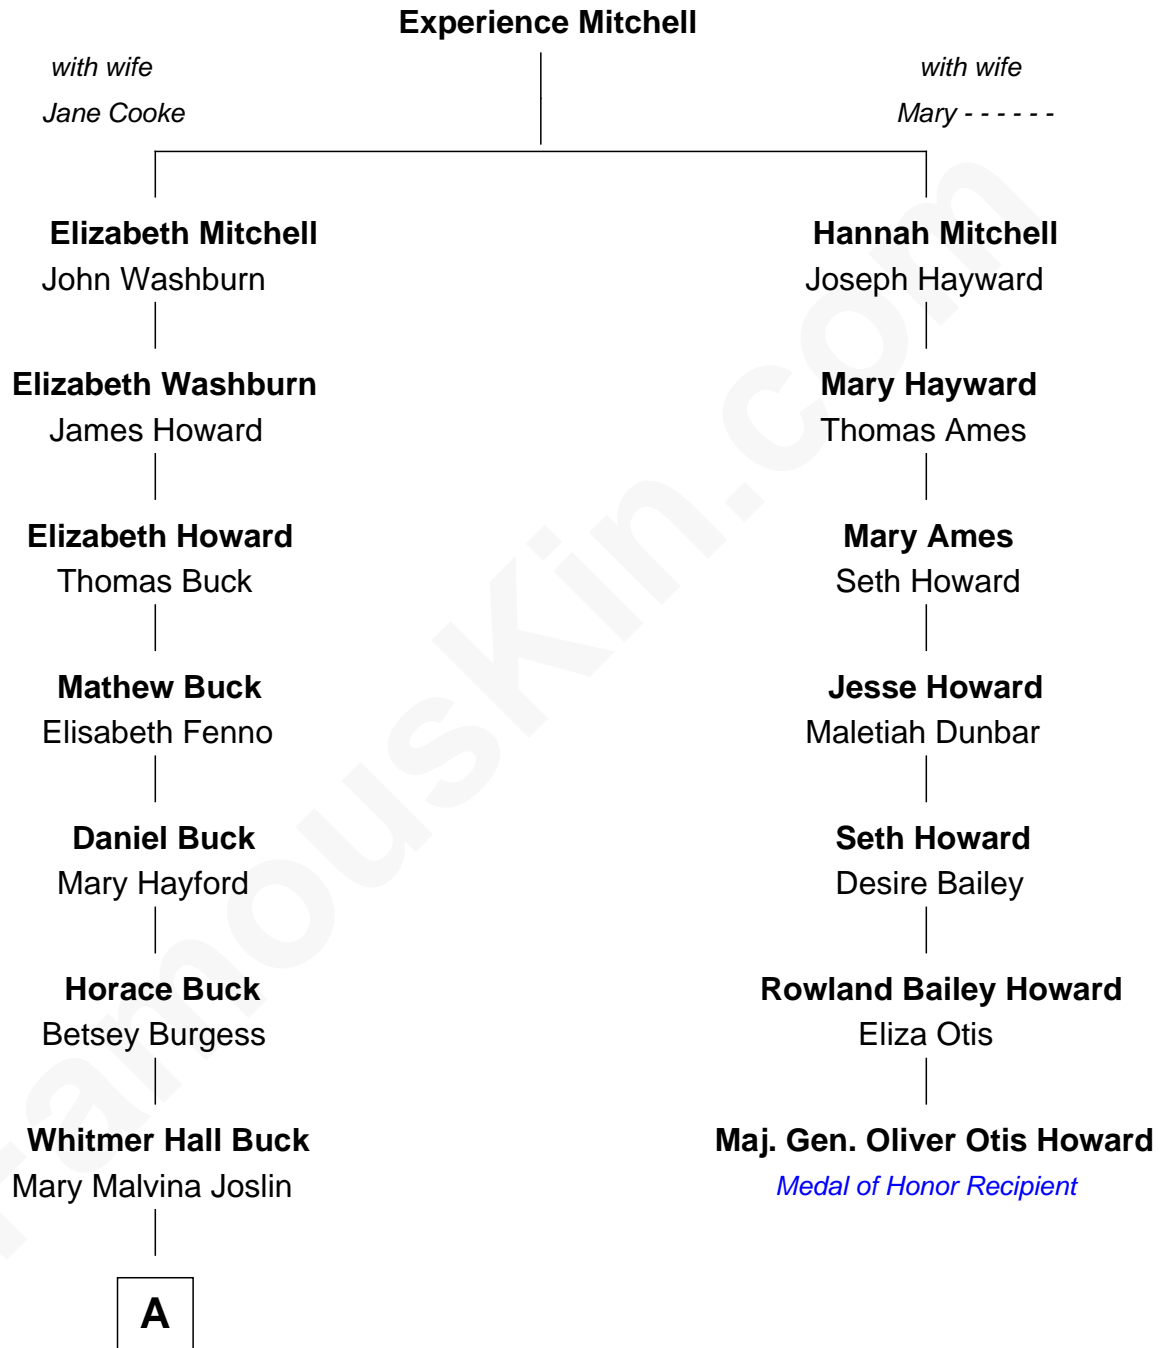 Experience Mitchell
with wife
Jane Cooke
with wife
Mary - - - - - -
Elizabeth Mitchell
John Washburn
Hannah Mitchell
Joseph Hayward
Elizabeth Washburn
James Howard
Mary Hayward
Thomas Ames
Elizabeth Howard
Thomas Buck
Mary Ames
Seth Howard
Mathew Buck
Elisabeth Fenno
Jesse Howard
Maletiah Dunbar
Daniel Buck
Mary Hayford
Seth Howard
Desire Bailey
Horace Buck
Betsey Burgess
Rowland Bailey Howard
Eliza Otis
Whitmer Hall Buck
Mary Malvina Joslin
Maj. Gen. Oliver Otis Howard
Medal of Honor Recipient
A
FamousKin.com